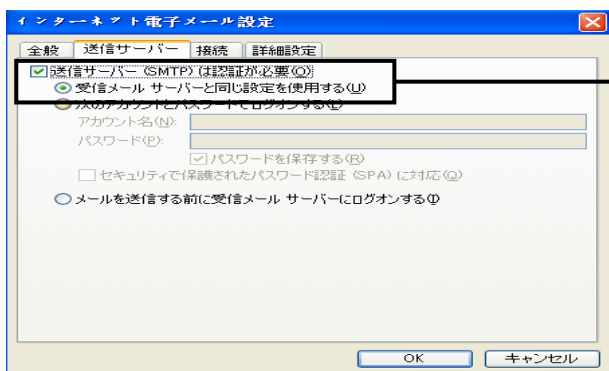 インターネット電子メール設定
全般 送信サーバー 接続 詳細設定
送信サーバー (SMTP) は認証が必要(O)
受信メール サーバーと同じ設定を使用する(U)
次のアカウントとパスワードでログオンする(L)
アカウント名(N):
パスワード(P):
パスワードを保存する(R)
セキュリティで保護されたパスワード認証 (SPA) に対応(Q)
メールを送信する前に受信メール サーバーにログオンする(I)
OK キャンセル